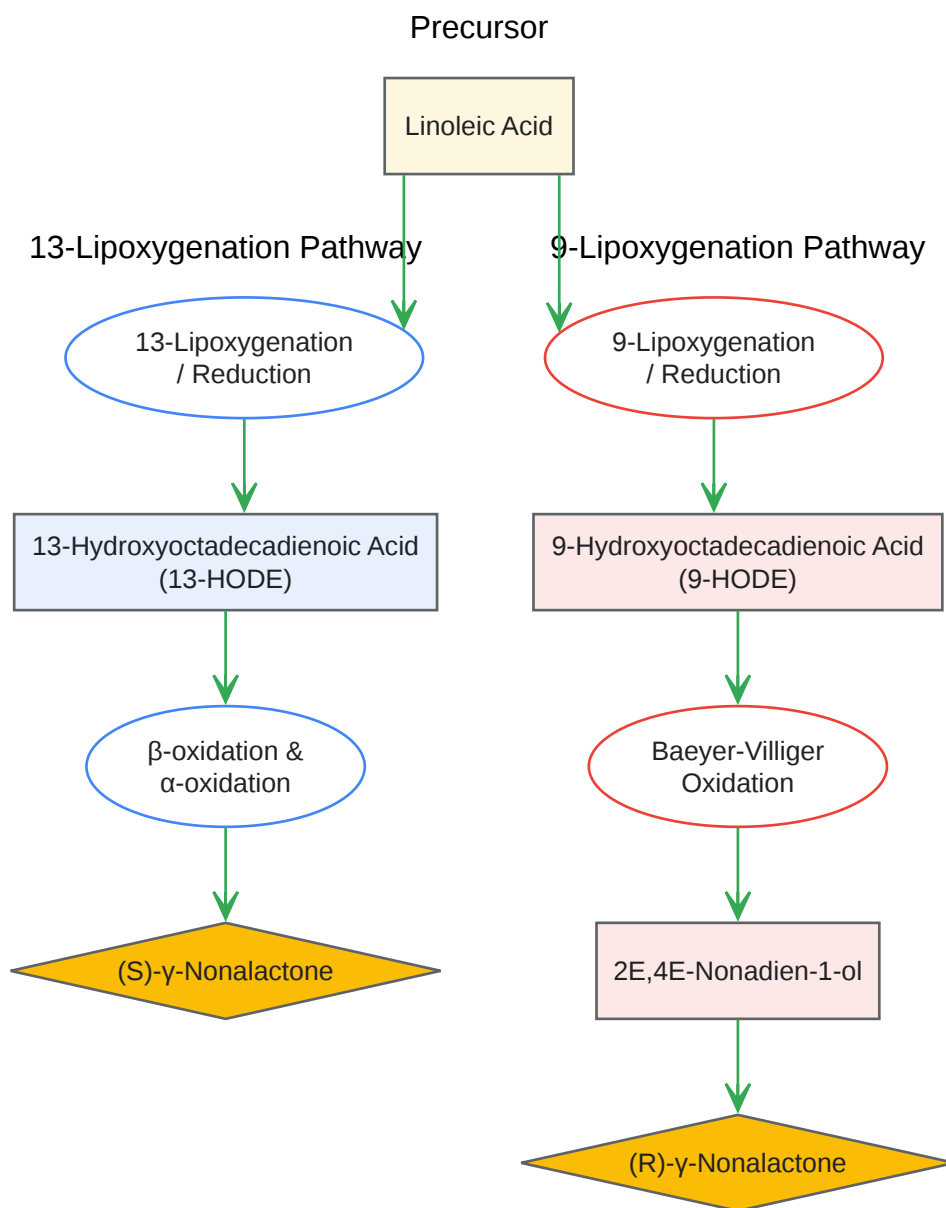 Precursor
Linoleic Acid
13-Lipoxygenation Pathway
9-Lipoxygenation Pathway
13-Lipoxygenation
/ Reduction
9-Lipoxygenation
/ Reduction
13-Hydroxyoctadecadienoic Acid
(13-HODE)
9-Hydroxyoctadecadienoic Acid
(9-HODE)
β-oxidation &
α-oxidation
Baeyer-Villiger
Oxidation
(S)-γ-Nonalactone
2E,4E-Nonadien-1-ol
(R)-γ-Nonalactone